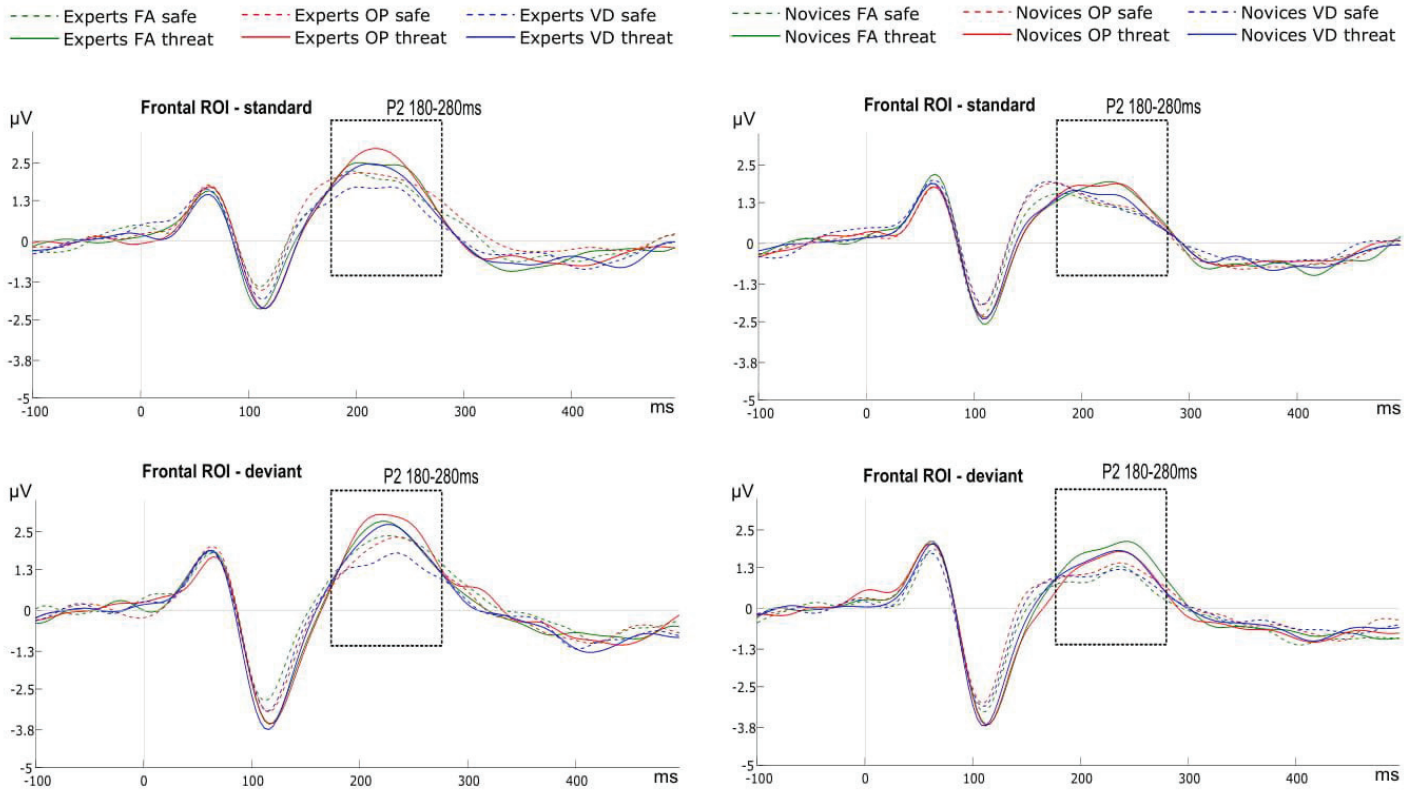 Experts FA safe Experts OP safe Experts VD safe
Experts FA threat Experts OP threat Experts VD threat
Novices FA safe Novices OP safe Novices VD safe
Novices FA threat Novices OP threat Novices VD threat
Frontal ROI - standard P2 180-280ms
µV
2.5
1.3
0
-1.3
-2.5
-3.8
-5
-100 0 100 200 300 400 ms
Frontal ROI - standard P2 180-280ms
µV
2.5
1.3
0
-1.3
-2.5
-3.8
-5
-100 0 100 200 300 400 ms
Frontal ROI - deviant P2 180-280ms
µV
2.5
1.3
0
-1.3
-2.5
-3.8
-5
-100 0 100 200 300 400 ms
Frontal ROI - deviant P2 180-280ms
µV
2.5
1.3
0
-1.3
-2.5
-3.8
-5
-100 0 100 200 300 400 ms